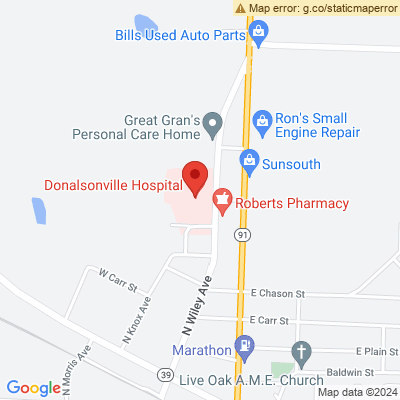 Map error: g.co/staticmaperror
Bills Used Auto Parts
Great Gran's
Personal Care Home
Ron's Small
Engine Repair
Sunsouth
Donalsonville Hospital
Roberts Pharmacy
91
W Carr St
N Wiley Ave
E Chason St
N Knox Ave
E Carr St
N Morris Ave
Marathon
E Plain St
39
Baldwin St
Live Oak A.M.E. Church
Google
Map data ©2024